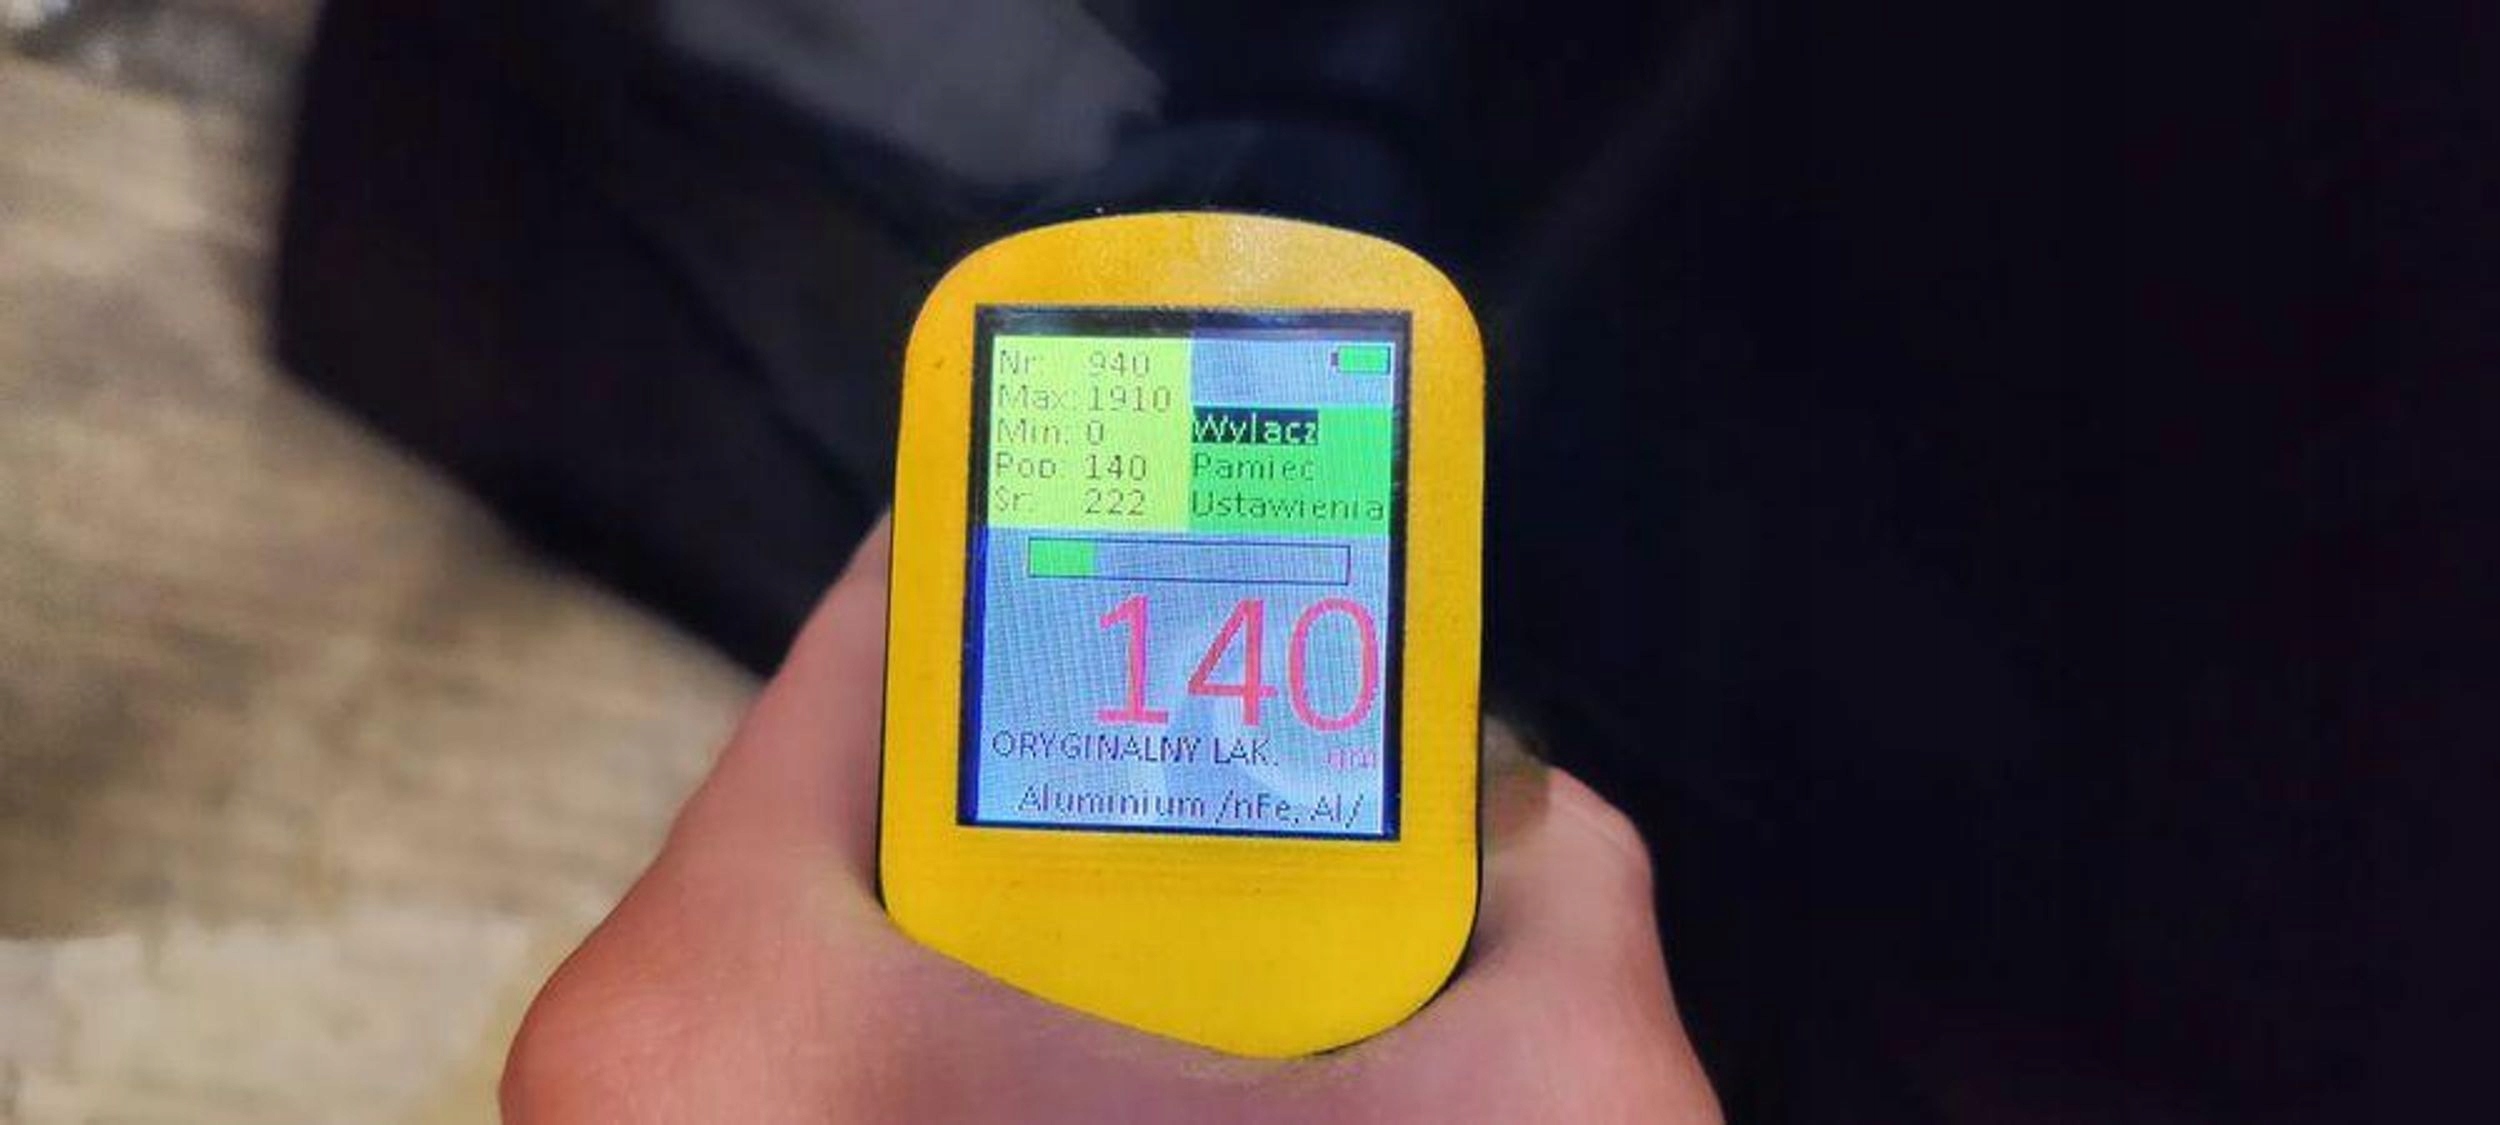 Nr: 940
Max: 1910
Min: 0
Pop: 140
Sr: 222
Wylacz
Pamiec
Ustawienia
140
ORYGINALNY LAK. qm
Aluminium /nFe, Al/